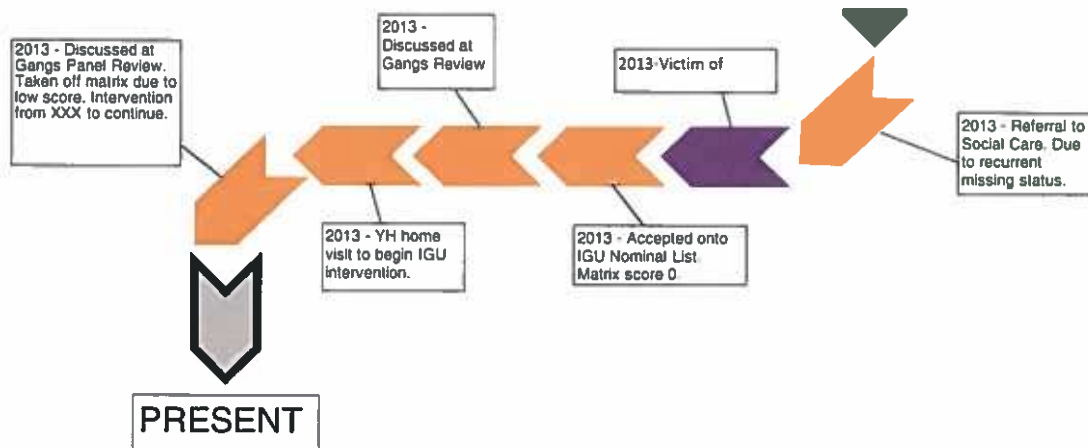 2013 - Discussed at
Gangs Panel Review.
Taken off matrix due to
low score. Intervention
from XXX to continue.
2013 -
Discussed at
Gangs Review
2013-Victim of
2013 - Referral to
Social Care. Due
to recurrent
missing status.
2013 - YH home
visit to begin IGU
intervention.
2013 - Accepted onto
IGU Nominal List
Matrix score 0
PRESENT